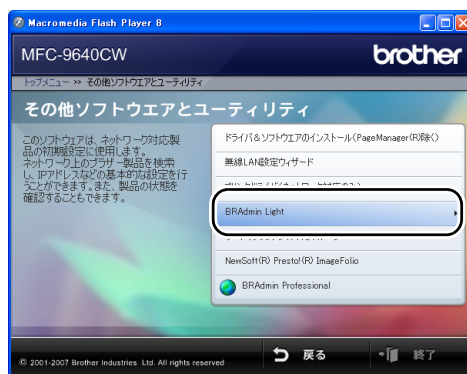 Macromedia Flash Player 8
MFC-9640CW
brother
トップメニュー >> その他ソフトウエアとユーティリティ
その他ソフトウエアとユーティリティ
このソフトウエアは、ネットワーク対応製
品の初期設定に使用します。
ネットワーク上のブラザー製品を検索
し、IPアドレスなどの基本的な設定を行
うことができます。また、製品の状態を
確認することもできます。
ドライバ&ソフトウエアのインストール(PageManager(R)除く)
無線LAN設定ウィザード
BRAdmin Light
NewSoft(R) Presto!(R) ImageFolio
BRAdmin Professional
© 2001-2007 Brother Industries Ltd. All rights reserved
戻る
終了